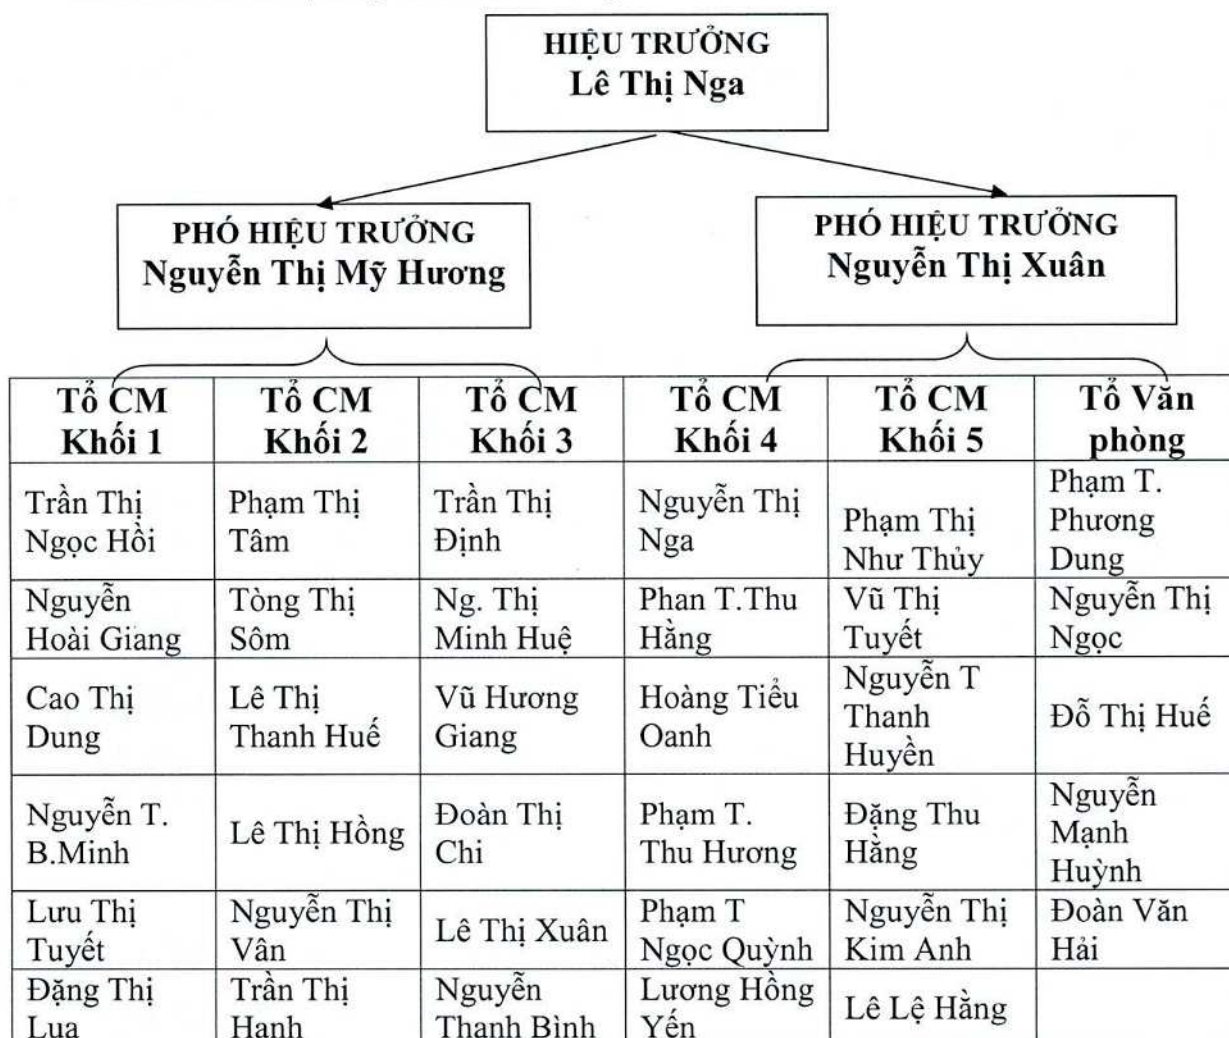 HIỆU TRƯỞNG
Lê Thị Nga
PHÓ HIỆU TRƯỞNG
Nguyễn Thị Mỹ Hương
PHÓ HIỆU TRƯỞNG
Nguyễn Thị Xuân
Tổ CM
Khối 1
Tổ CM
Khối 2
Tổ CM
Khối 3
Tổ CM
Khối 4
Tổ CM
Khối 5
Tổ Văn
phòng
Trần Thị
Ngọc Hồi
Phạm Thị
Tâm
Trần Thị
Định
Nguyễn Thị
Nga
Phạm Thị
Như Thủy
Phạm T.
Phương
Dung
Nguyễn
Hoài Giang
Tòng Thị
Sôm
Ng. Thị
Minh Huệ
Phan T.Thu
Hằng
Vũ Thị
Tuyết
Nguyễn Thị
Ngọc
Cao Thị
Dung
Lê Thị
Thanh Huế
Vũ Hương
Giang
Hoàng Tiểu
Oanh
Nguyễn T
Thanh
Huyền
Đỗ Thị Huế
Nguyễn T.
B.Minh
Lê Thị Hồng
Đoàn Thị
Chi
Phạm T.
Thu Hương
Đặng Thu
Hằng
Nguyễn
Mạnh
Huỳnh
Lưu Thị
Tuyết
Nguyễn Thị
Vân
Lê Thị Xuân
Phạm T
Ngọc Quỳnh
Nguyễn Thị
Kim Anh
Đoàn Văn
Hải
Đặng Thị
Trần Thị
Nguyễn
Thanh Bình
Lương Hồng
Yến
Lê Lệ Hằng